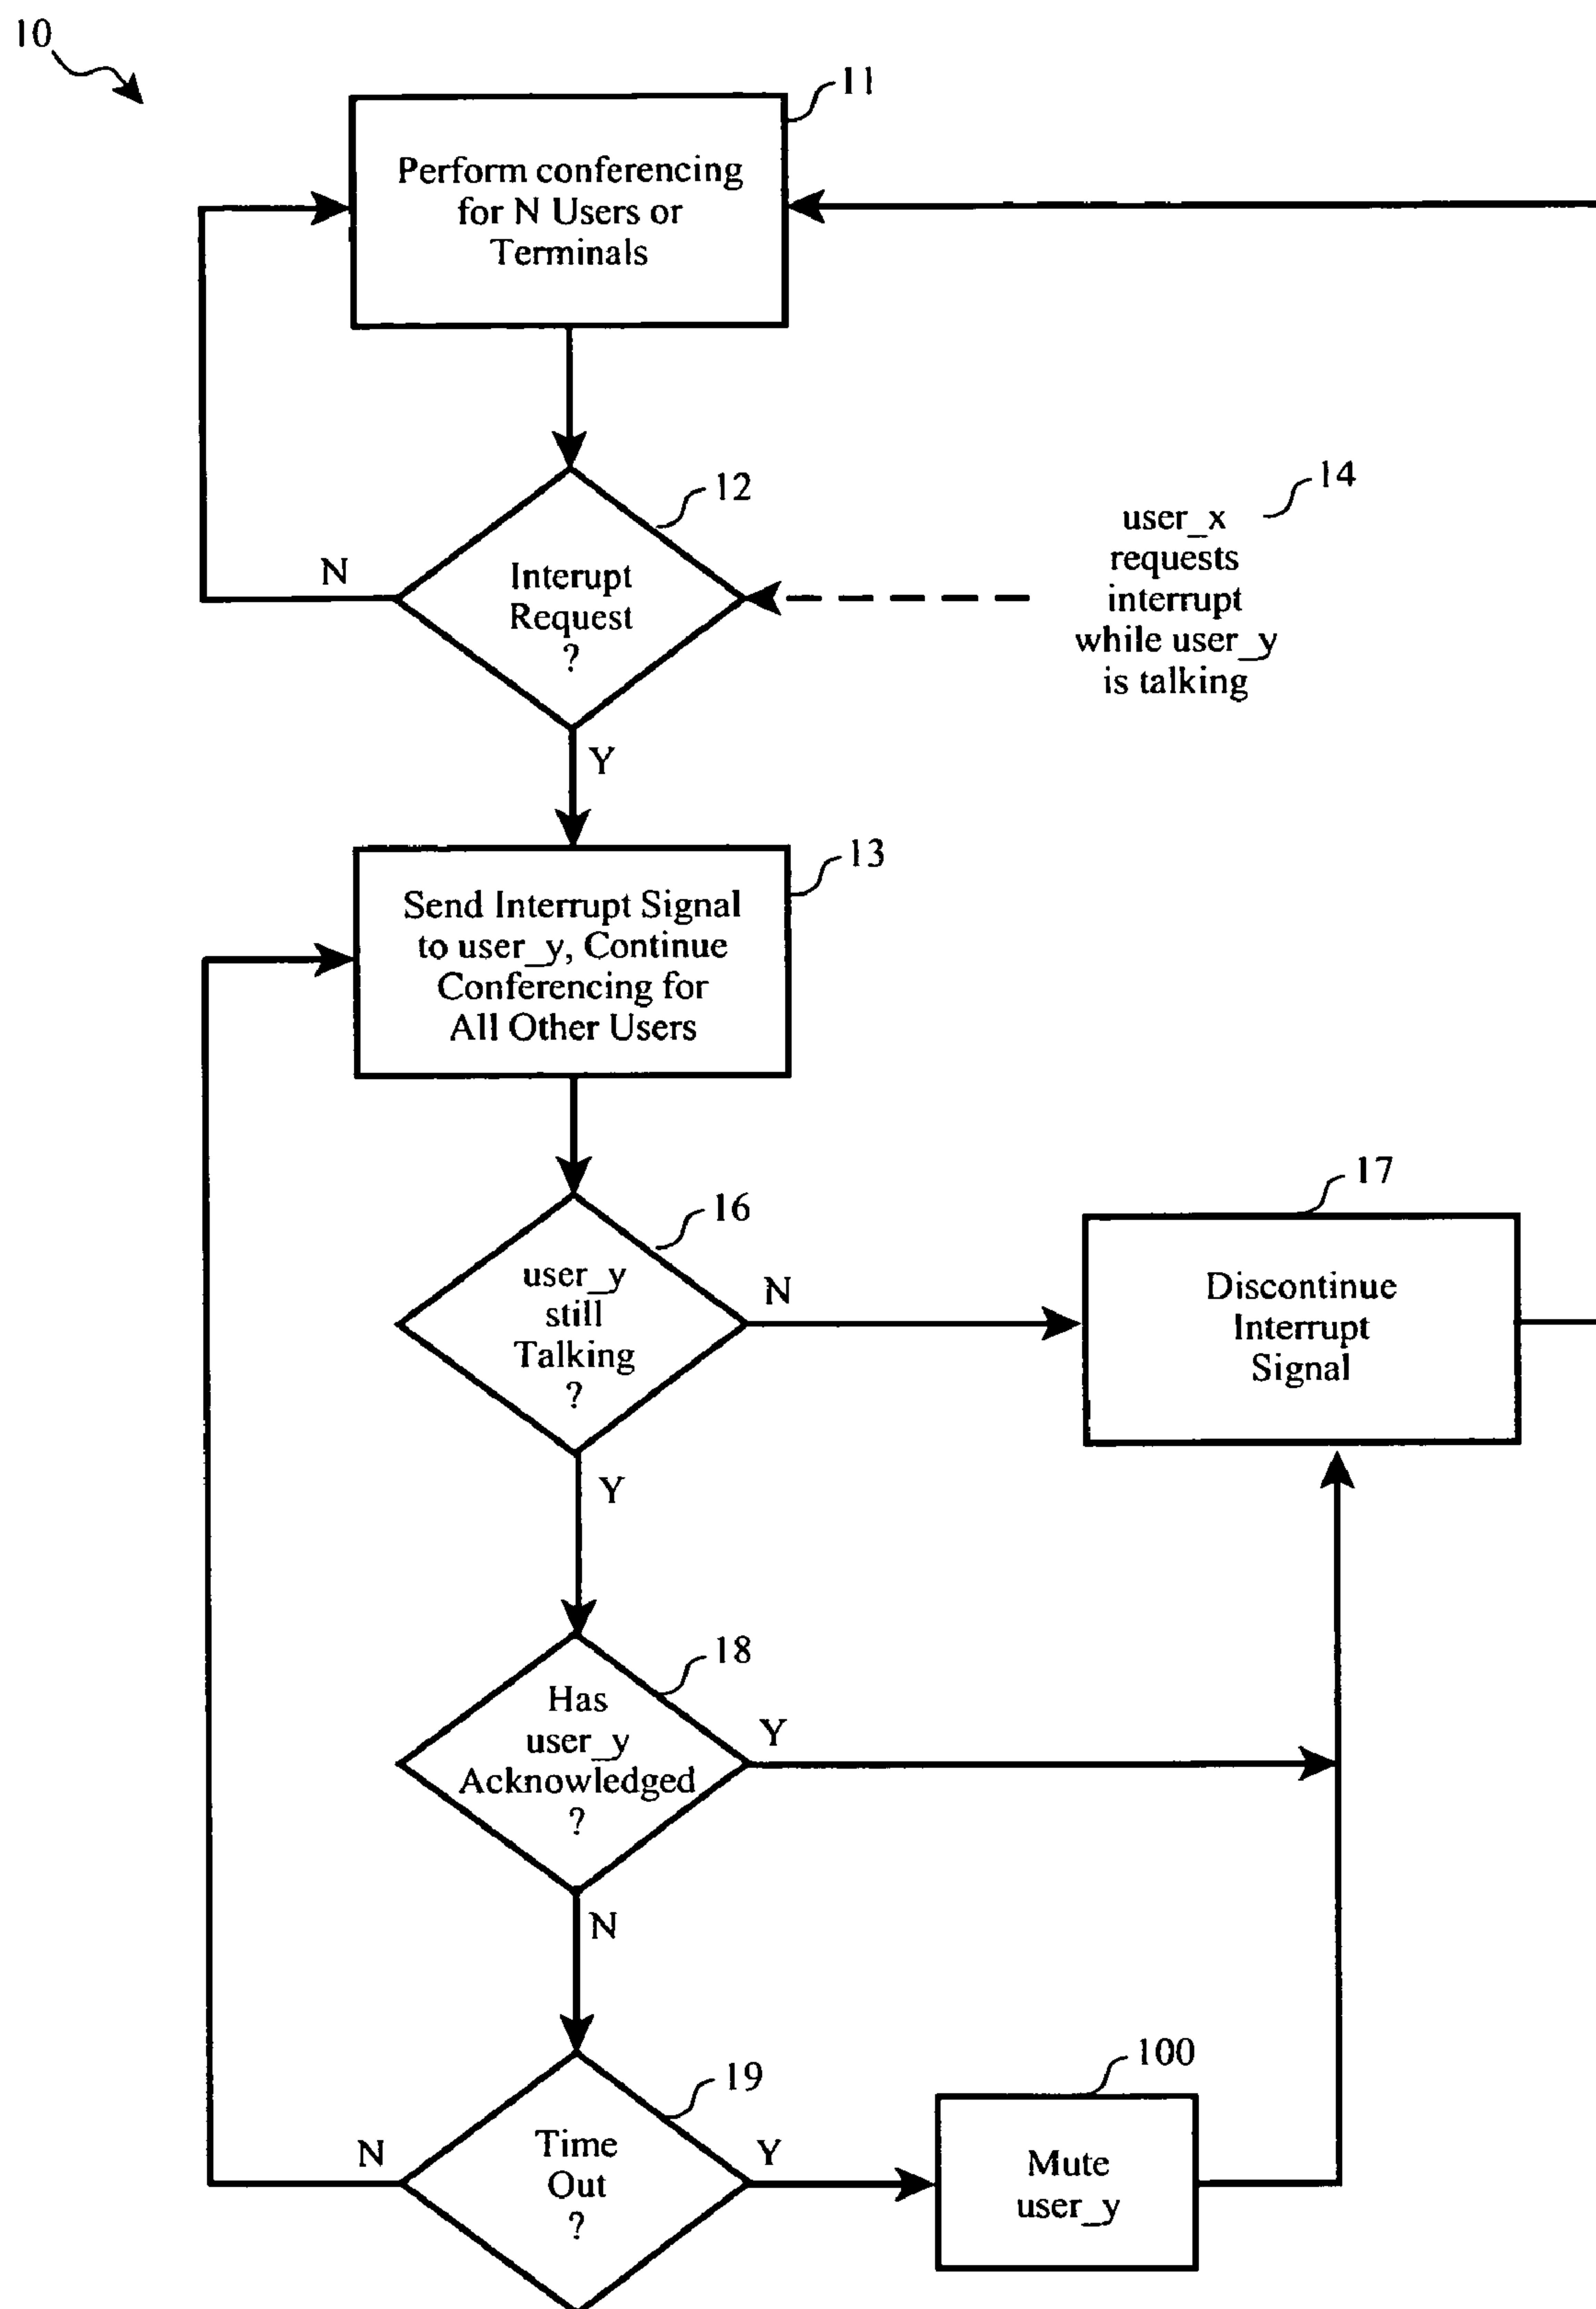 10
11
Perform conferencing
for N Users or
Terminals
12
Interupt
Request
?
N
14
user_x
requests
interrupt
while user_y
is talking
Y
13
Send Interrupt Signal
to user_y, Continue
Conferencing for
All Other Users
16
user_y
still
Talking
?
N
17
Discontinue
Interrupt
Signal
Y
18
Has
user_y
Acknowledged
?
Y
N
19
Time
Out
?
N
Y
100
Mute
user_y